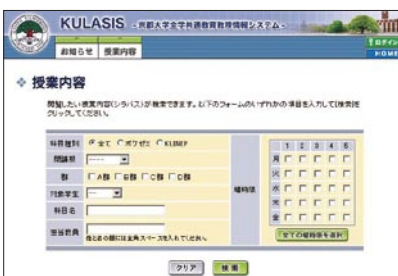 KULASIS -京都大学全学共通教育教務情報システム-
ログイン
HOME
お知らせ 授業内容
授業内容
閲覧したい授業内容(シラバス)が検索できます。以下のフォームのいずれかの項目を入力して[検索]を
クリックしてください。
科目種別 全て ポケゼミ KUINEP
開講期 ----
群 A群 B群 C群 D群
対象学生 --
科目名
担当教員
姓と名の間には全角スペースを入れてください。
曜時限
1 2 3 4 5
月
火
水
木
金
全ての曜時限を選択
クリア 検索